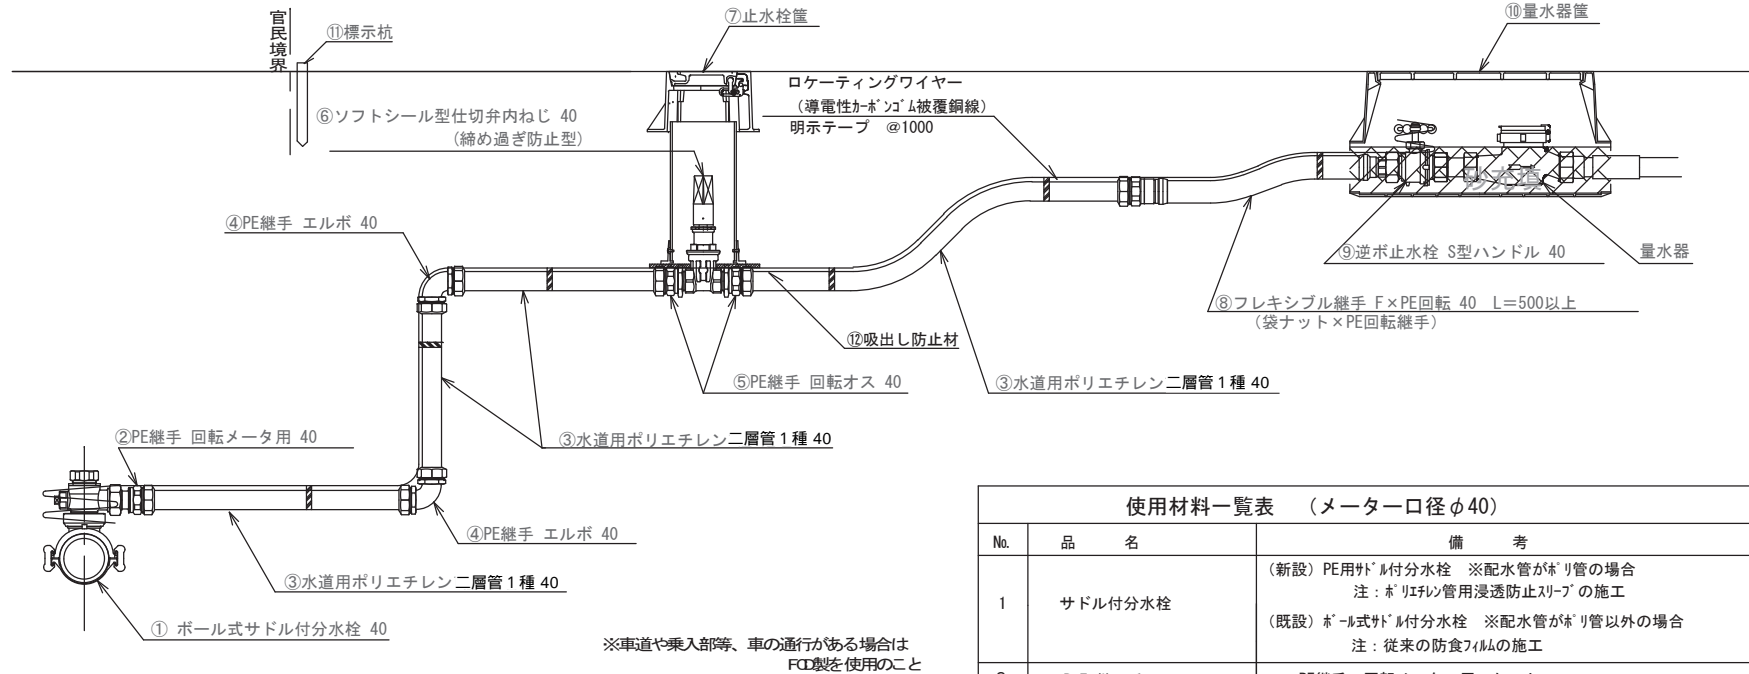 官民境界
⑪標示杭
⑦止水栓筐
⑩量水器筐
ロケーティングワイヤー
（導電性ｶｰﾎﾞﾝｺﾞﾑ被覆銅線）
明示テープ　@1000
⑥ソフトシール型仕切弁内ねじ 40
（締め過ぎ防止型）
砂充填
④PE継手 エルボ 40
⑨逆ボ止水栓 S型ハンドル 40
量水器
⑧フレキシブル継手 F×PE回転 40　L＝500以上
（袋ナット×PE回転継手）
⑫吸出し防止材
⑤PE継手 回転オス 40
③水道用ポリエチレン二層管１種 40
②PE継手 回転メータ用 40
③水道用ポリエチレン二層管１種 40
④PE継手 エルボ 40
③水道用ポリエチレン二層管１種 40
① ボール式サドル付分水栓 40
※車道や乗入部等、車の通行がある場合は
FCD製を使用のこと
使用材料一覧表　（メーター口径φ40）
№　品　名　備　考
1　サドル付分水栓
（新設）PE用ｻﾄﾞﾙ付分水栓　※配水管がﾎﾟﾘ管の場合
注：ﾎﾟﾘｴﾁﾚﾝ管用浸透防止ｽﾘｰﾌﾞの施工
（既設）ﾎﾞｰﾙ式ｻﾄﾞﾙ付分水栓　※配水管がﾎﾟﾘ管以外の場合
注：従来の防食ﾌｨﾙﾑの施工